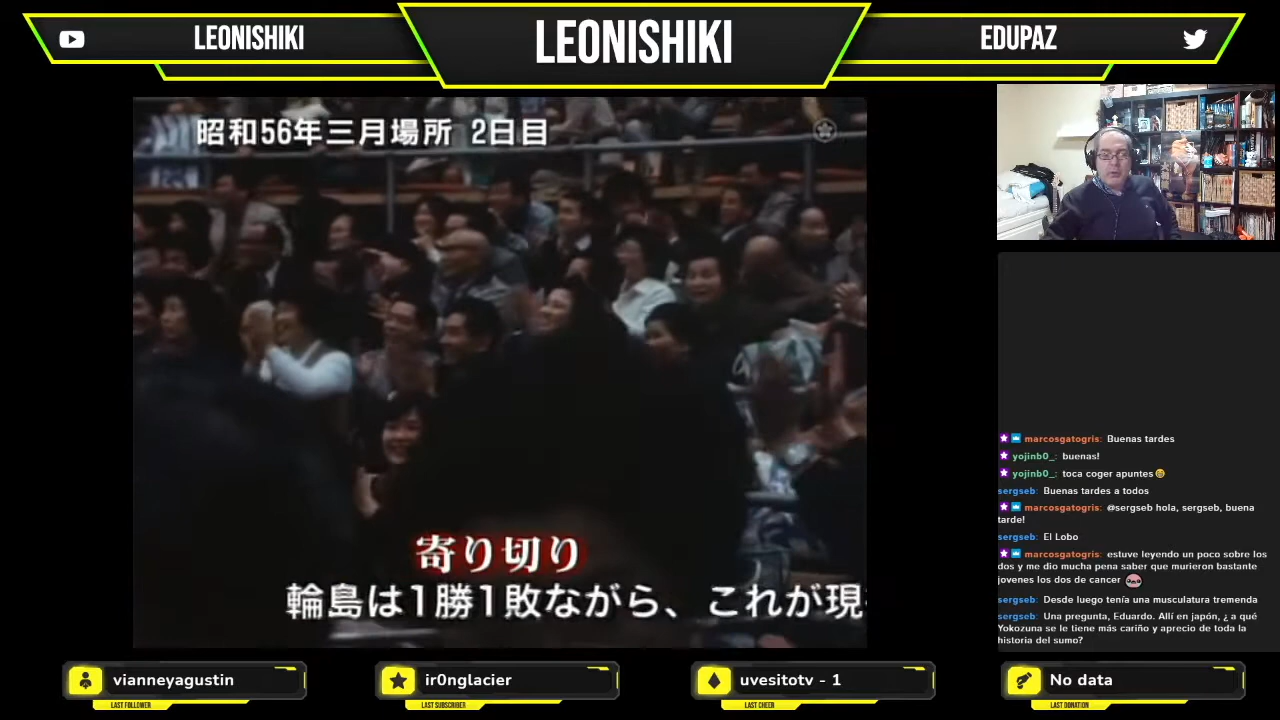 LEONISHIKI
LEONISHIKI
EDUPAZ
昭和56年三月場所 2日目
寄り切り
輪島は1勝1敗ながら、これが現
marcosgatogris: Buenas tardes
yojinb0_: buenas!
yojinb0_: toca coger apuntes
sergseb: Buenas tardes a todos
marcosgatogris: @sergseb hola, sergseb, buena
tarde!
sergseb: El Lobo
marcosgatogris: estuve leyendo un poco sobre los
dos y me dio mucha pena saber que murieron bastante
jovenes los dos de cancer
sergseb: Desde luego tenía una musculatura tremenda
sergseb: Una pregunta, Eduardo. Allí en japón, ¿ a qué
Yokozuna se le tiene más cariño y aprecio de toda la
historia del sumo?
vianneyagustin
LAST FOLLOWER
ir0nglacier
LAST SUBSCRIBER
uvesitotv - 1
LAST CHEER
No data
LAST DONATION